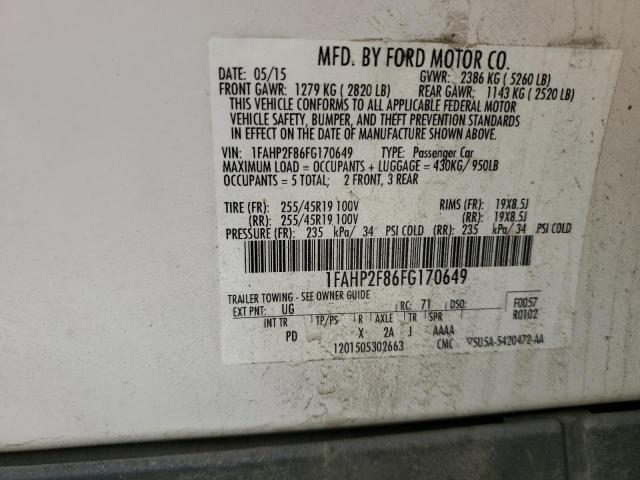 MFD. BY FORD MOTOR CO.
DATE: 05/15 GVWR: 2386 KG ( 5260 LB)
FRONT GAWR: 1279 KG ( 2820 LB) REAR GAWR: 1143 KG ( 2520 LB)
THIS VEHICLE CONFORMS TO ALL APPLICABLE FEDERAL MOTOR
VEHICLE SAFETY, BUMPER, AND THEFT PREVENTION STANDARDS
IN EFFECT ON THE DATE OF MANUFACTURE SHOWN ABOVE.
VIN: 1FAHP2F86FG170649 TYPE: Passenger Car
MAXIMUM LOAD = OCCUPANTS + LUGGAGE = 430KG/ 950LB
OCCUPANTS = 5 TOTAL; 2 FRONT, 3 REAR
TIRE (FR): 255/45R19 100V RIMS (FR): 19X8.5J
(RR): 255/45R19 100V (RR): 19X8.5J
PRESSURE (FR): 235 kPa/ 34 PSI COLD (RR): 235 kPa/ 34 PSI COLD
1FAHP2F86FG170649
TRAILER TOWING - SEE OWNER GUIDE
EXT PNT: UG RC: 71 DSO: F0057
R0102
INT TR TP/PS R AXLE TR SPR
PD X 2A J AAAA
1201505302663 CMC